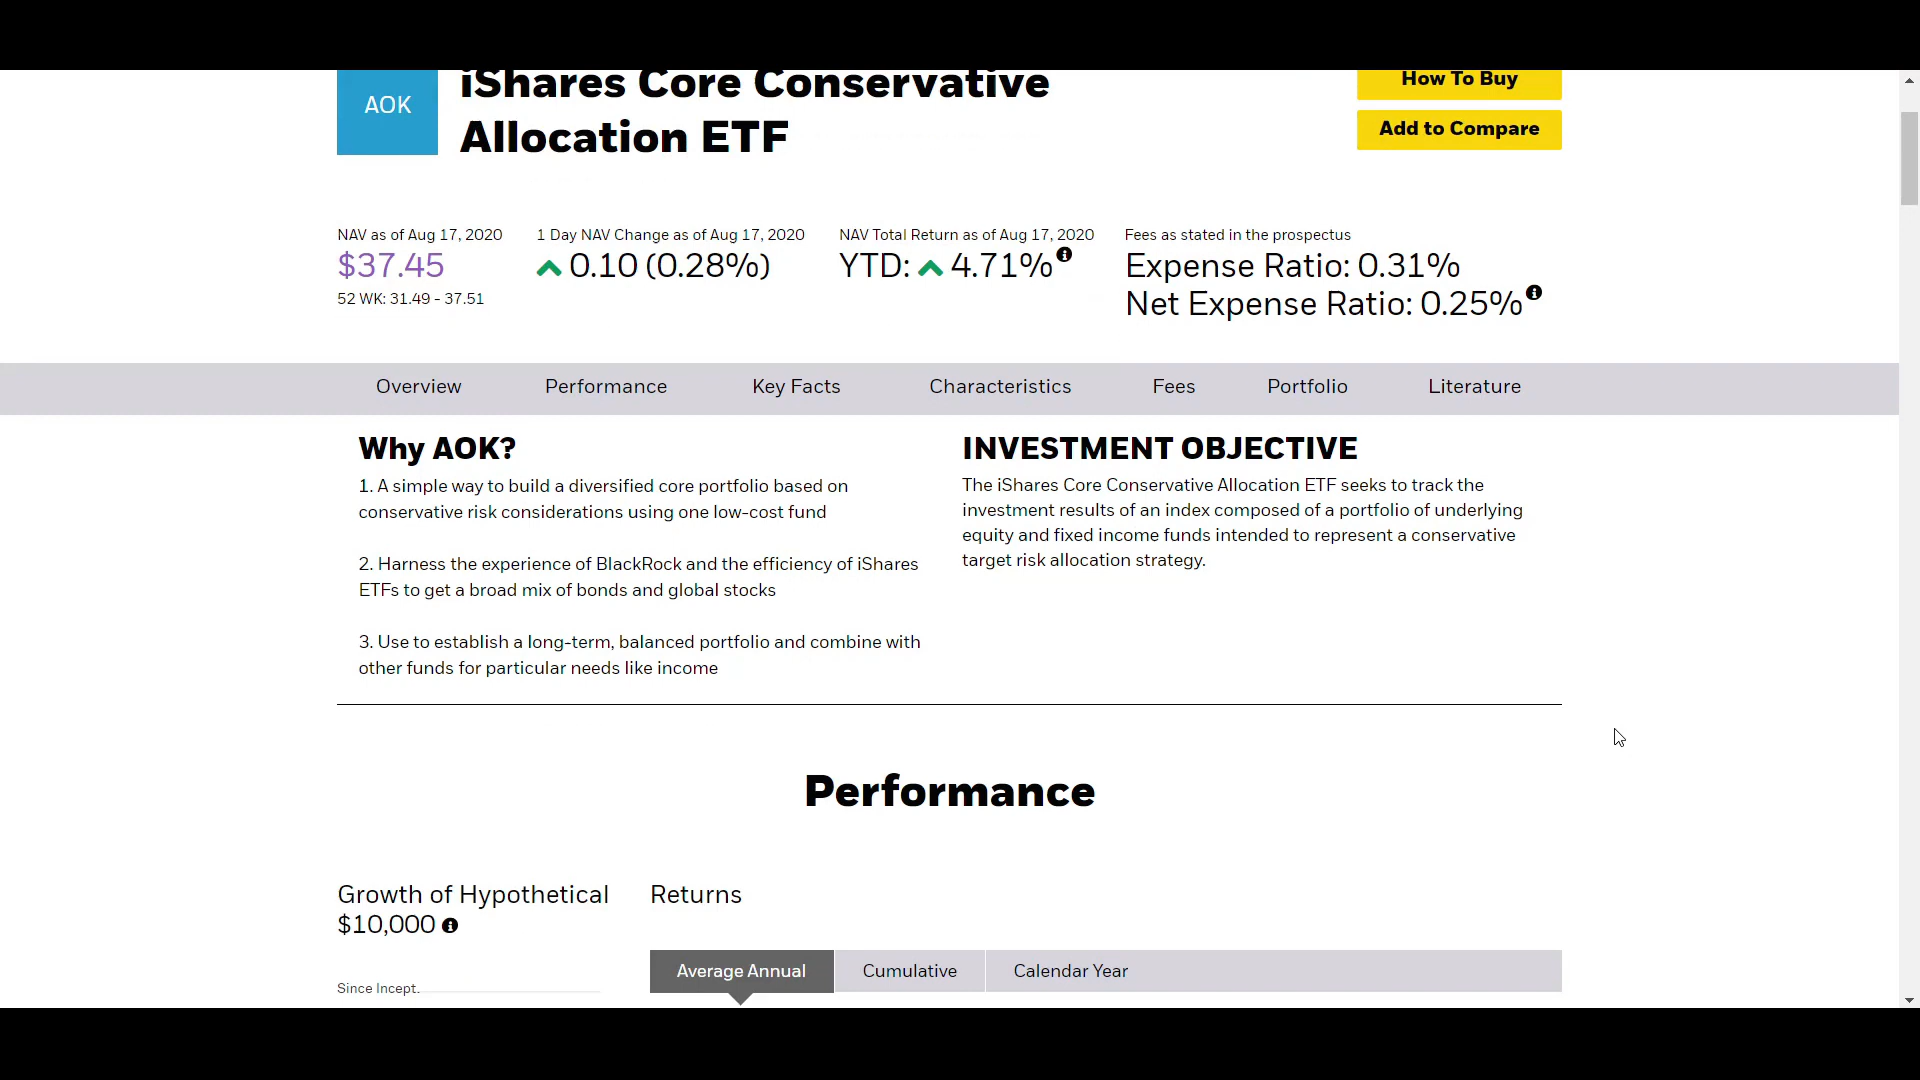 AOK
iShares Core Conservative
Allocation ETF
How To Buy
Add to Compare
NAV as of Aug 17, 2020
$37.45
52 WK: 31.49 - 37.51
1 Day NAV Change as of Aug 17, 2020
0.10 (0.28%)
NAV Total Return as of Aug 17, 2020
YTD: 4.71%
Fees as stated in the prospectus
Expense Ratio: 0.31%
Net Expense Ratio: 0.25%
Overview Performance Key Facts Characteristics Fees Portfolio Literature
Why AOK?
1. A simple way to build a diversified core portfolio based on
conservative risk considerations using one low-cost fund
2. Harness the experience of BlackRock and the efficiency of iShares
ETFs to get a broad mix of bonds and global stocks
3. Use to establish a long-term, balanced portfolio and combine with
other funds for particular needs like income
INVESTMENT OBJECTIVE
The iShares Core Conservative Allocation ETF seeks to track the
investment results of an index composed of a portfolio of underlying
equity and fixed income funds intended to represent a conservative
target risk allocation strategy.
Performance
Growth of Hypothetical
$10,000
Since Incept.
Returns
Average Annual Cumulative Calendar Year